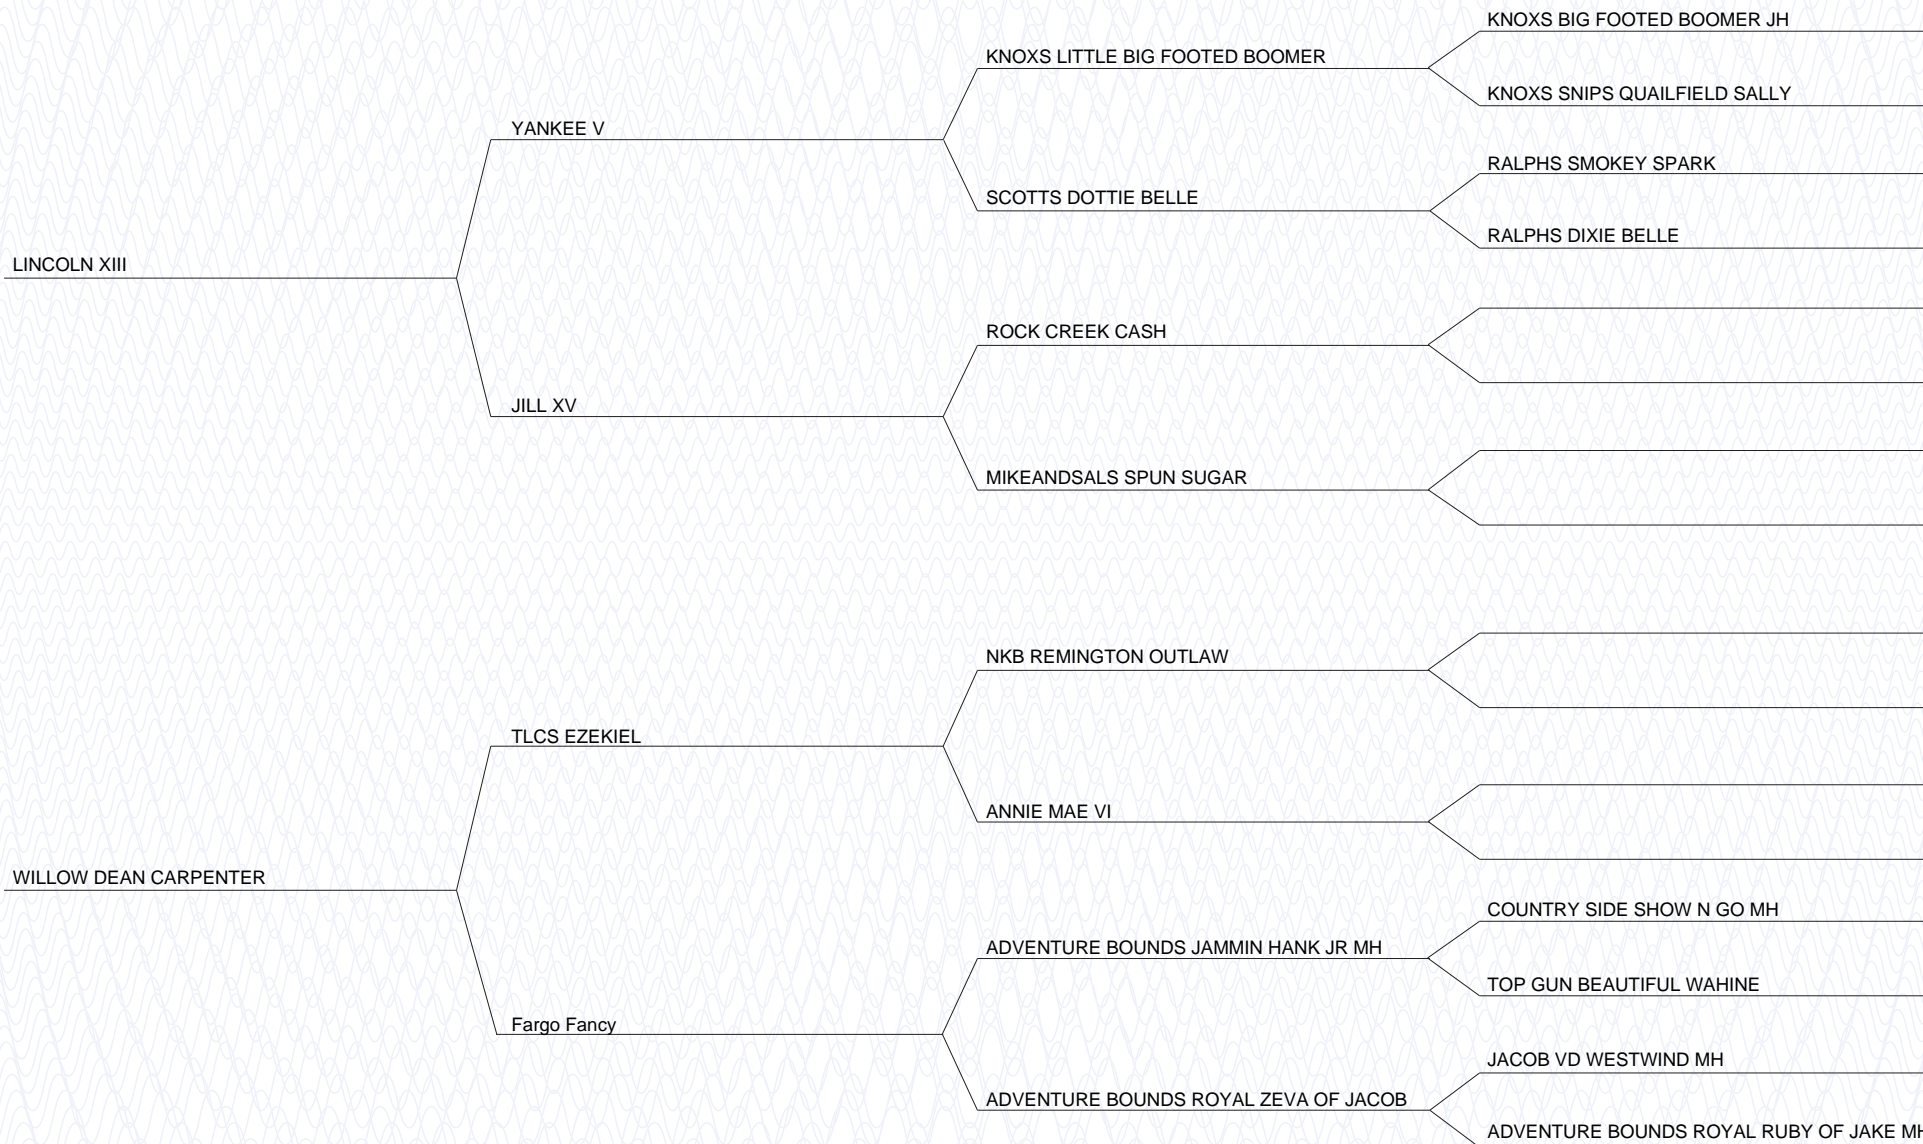 KNOXS BIG FOOTED BOOMER JH
KNOXS LITTLE BIG FOOTED BOOMER
KNOXS SNIPS QUAILFIELD SALLY
YANKEE V
RALPHS SMOKEY SPARK
SCOTTS DOTTIE BELLE
RALPHS DIXIE BELLE
LINCOLN XIII
ROCK CREEK CASH
JILL XV
MIKEANDSALS SPUN SUGAR
NKB REMINGTON OUTLAW
TLCS EZEKIEL
ANNIE MAE VI
WILLOW DEAN CARPENTER
COUNTRY SIDE SHOW N GO MH
ADVENTURE BOUNDS JAMMIN HANK JR MH
TOP GUN BEAUTIFUL WAHINE
Fargo Fancy
JACOB VD WESTWIND MH
ADVENTURE BOUNDS ROYAL ZEVA OF JACOB
ADVENTURE BOUNDS ROYAL RUBY OF JAKE MH